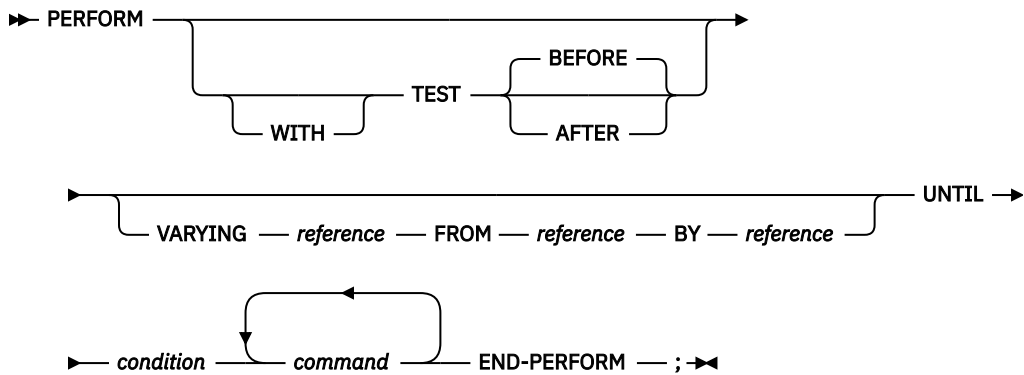 PERFORM
BEFORE
TEST
WITH AFTER
UNTIL
VARYING reference FROM reference BY reference
condition command END-PERFORM ;